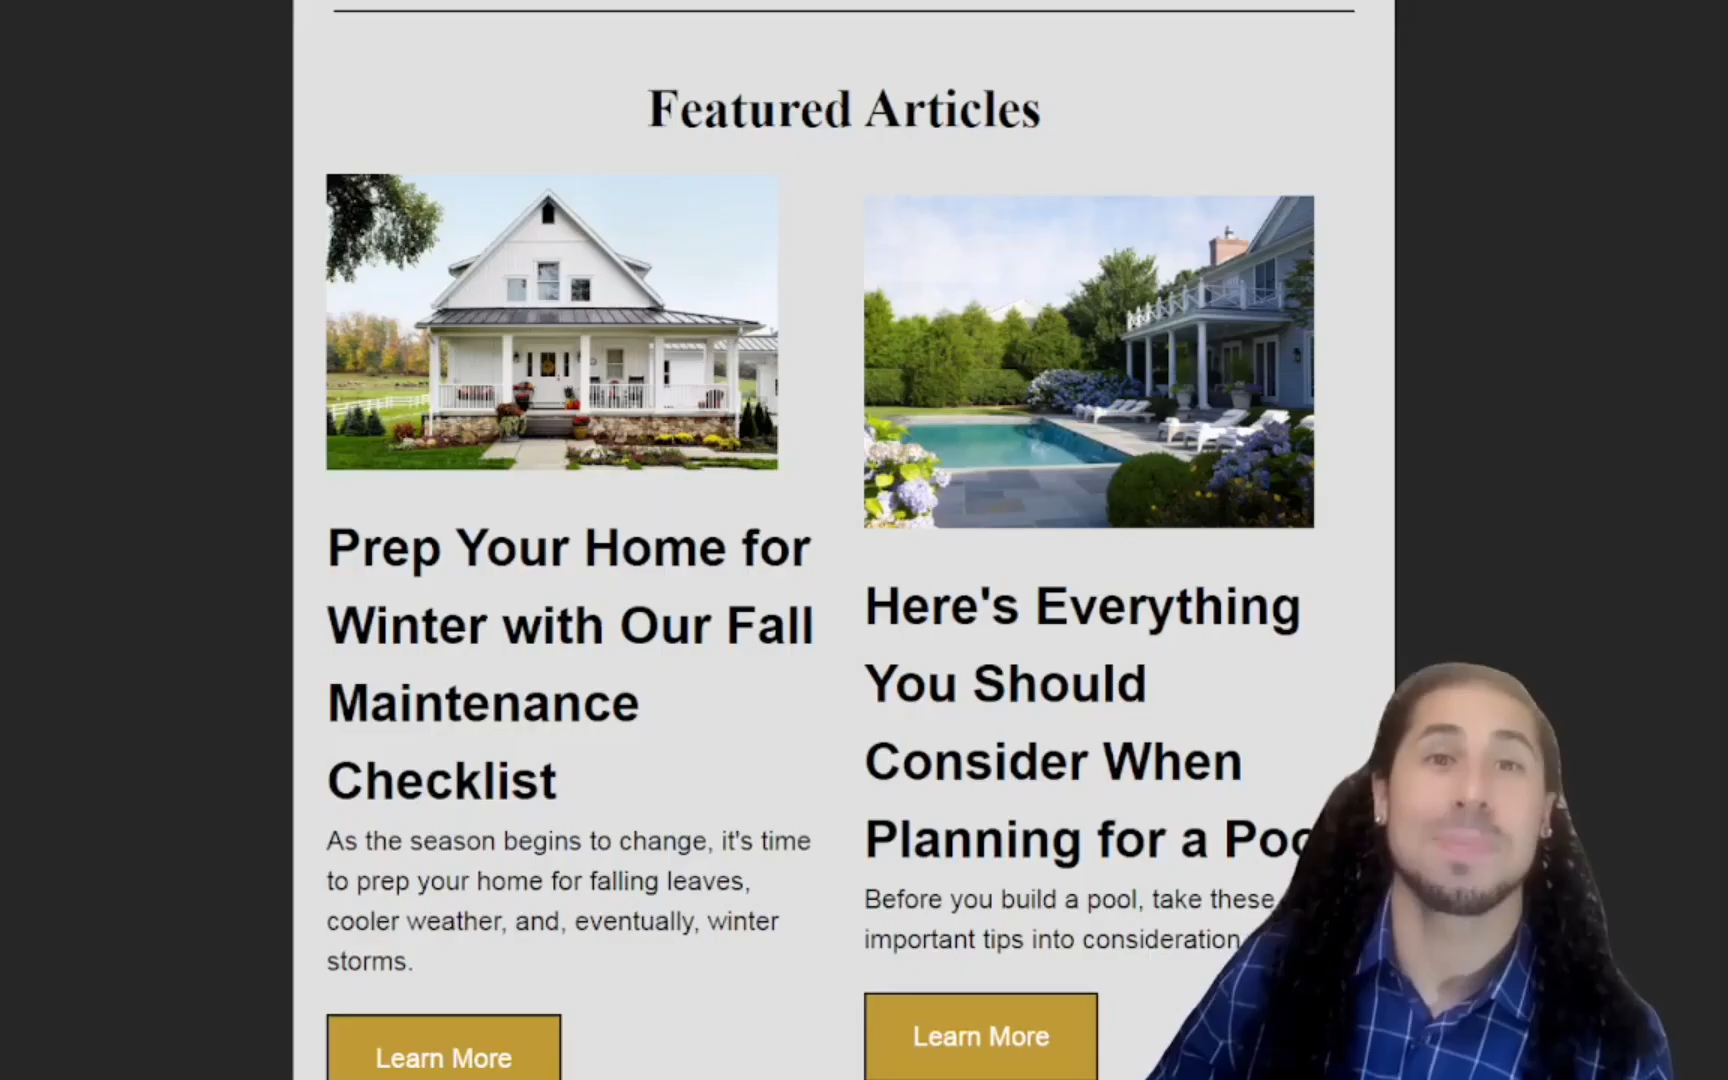 Featured Articles
Prep Your Home for
Winter with Our Fall
Maintenance
Checklist
As the season begins to change, it's time
to prep your home for falling leaves,
cooler weather, and, eventually, winter
storms.
Learn More
Here's Everything
You Should
Consider When
Planning for a
Before you build a pool, take these
important tips into consideration
Learn More